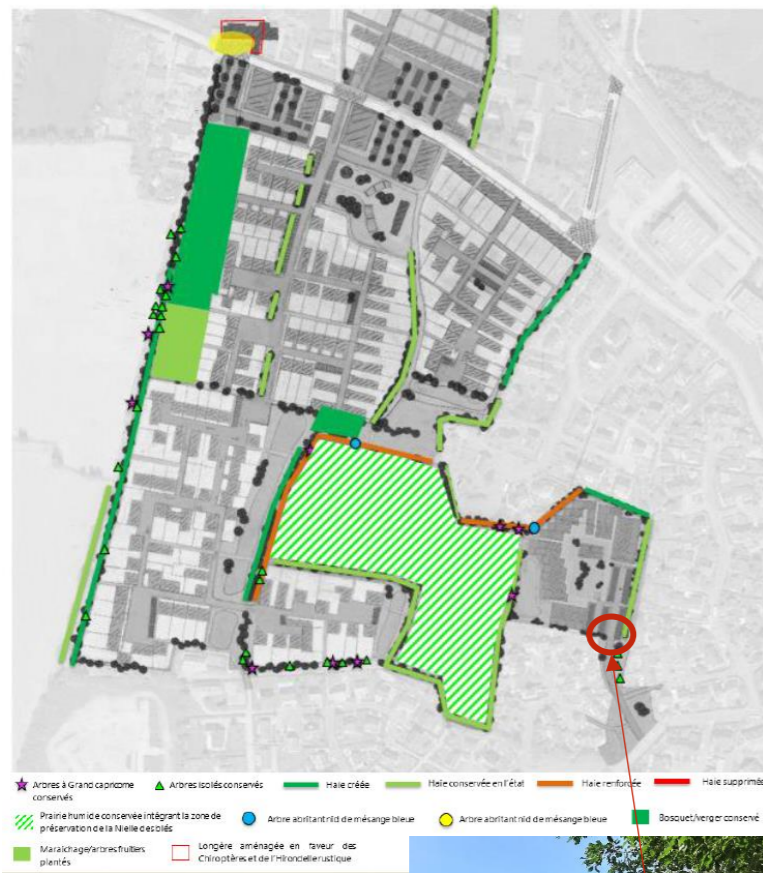 Arbres à Grand capricorne conservés
Arbres isolés conservés
Haie créée
Haie conservée en l'état
Haie renforcée
Haie supprimée
Prairie humide conservée intégrant la zone de préservation de la Nielle des blés
Arbre abritant nid de mésange bleue
Arbre abritant nid de mésange bleue
Bosquet/verger conservé
Maraîchage/arbres fruitiers plantés
Longère aménagée en faveur des Chiroptères et de l'Hirondelle rustique